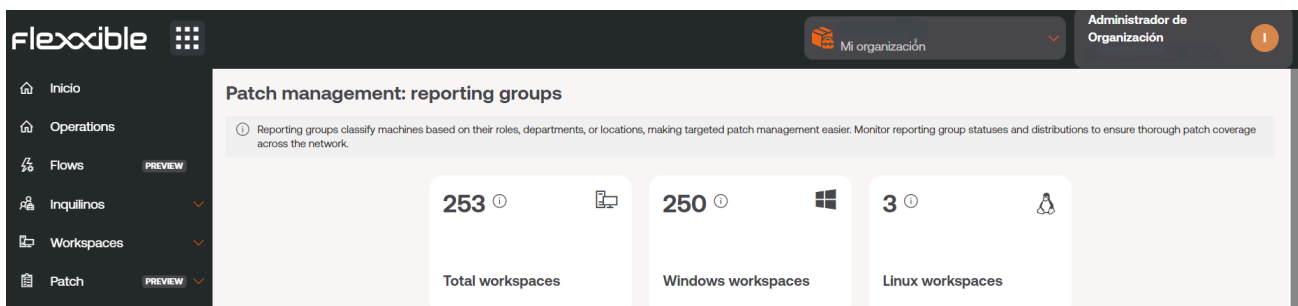 Flexxible
Mi organización
Administrador de
Organización
I
Inicio
Operations
Flows PREVIEW
Inquilinos
Workspaces
Patch PREVIEW
Patch management: reporting groups
Reporting groups classify machines based on their roles, departments, or locations, making targeted patch management easier. Monitor reporting group statuses and distributions to ensure thorough patch coverage
across the network.
253
Total workspaces
250
Windows workspaces
3
Linux workspaces